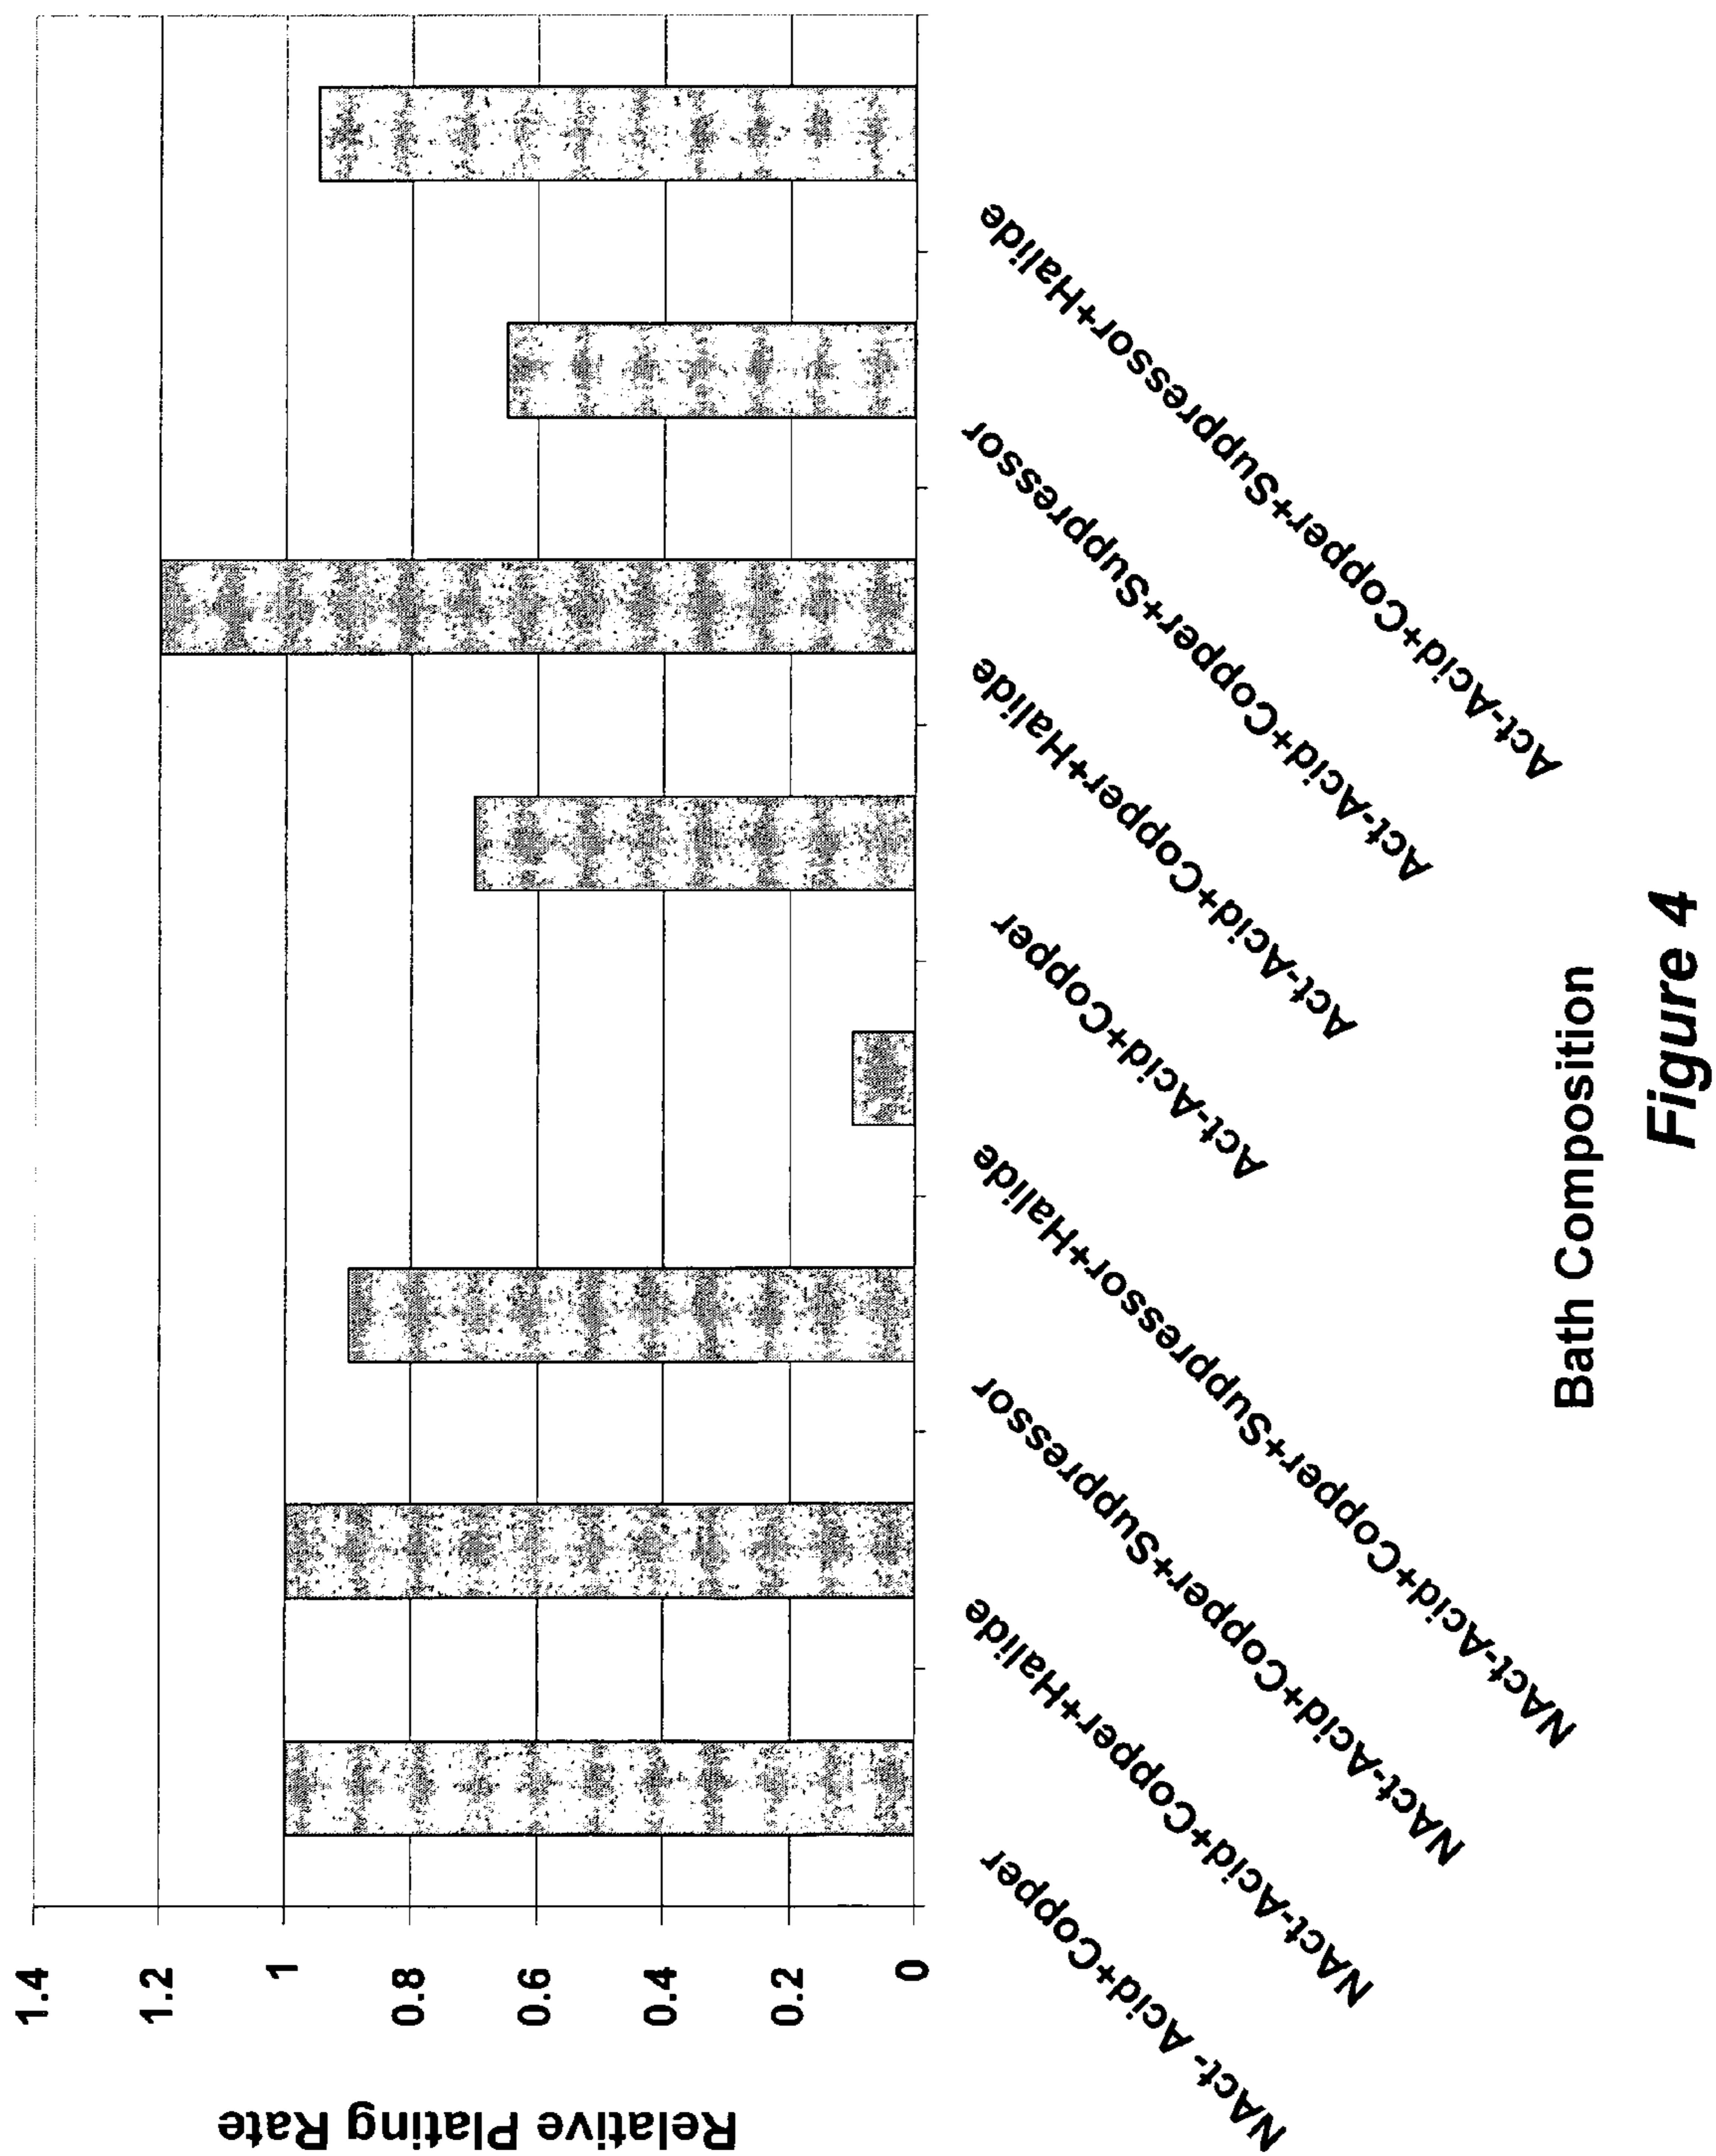 Relative Plating Rate
1.4
1.2
1
0.8
0.6
0.4
0.2
0
NAct- Acid+Copper
NAct-Acid+Copper+Halide
NAct-Acid+Copper+Suppressor
NAct-Acid+Copper+Suppressor+Halide
Act-Acid+Copper
Act-Acid+Copper+Halide
Act-Acid+Copper+Suppressor
Act-Acid+Copper+Suppressor+Halide
Bath Composition
Figure 4